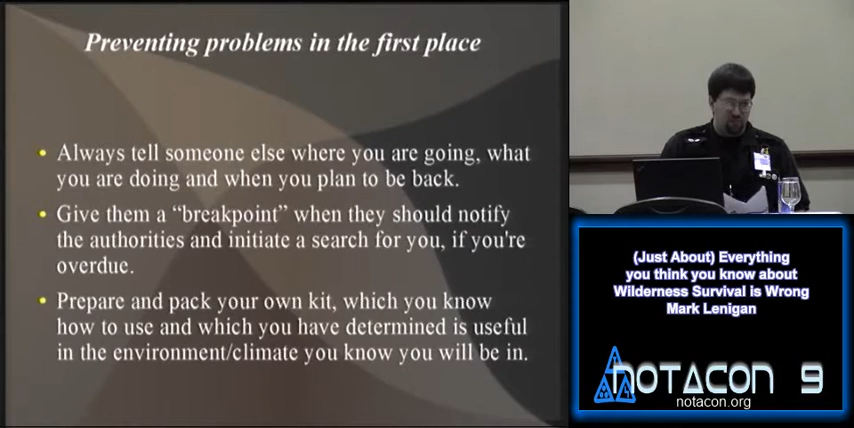 Preventing problems in the first place
Always tell someone else where you are going, what
you are doing and when you plan to be back.
Give them a “breakpoint” when they should notify
the authorities and initiate a search for you, if you're
overdue.
Prepare and pack your own kit, which you know
how to use and which you have determined is useful
in the environment/climate you know you will be in.
(Just About) Everything
you think you know about
Wilderness Survival is Wrong
Mark Lenigan
NOTACON 9
notacon.org